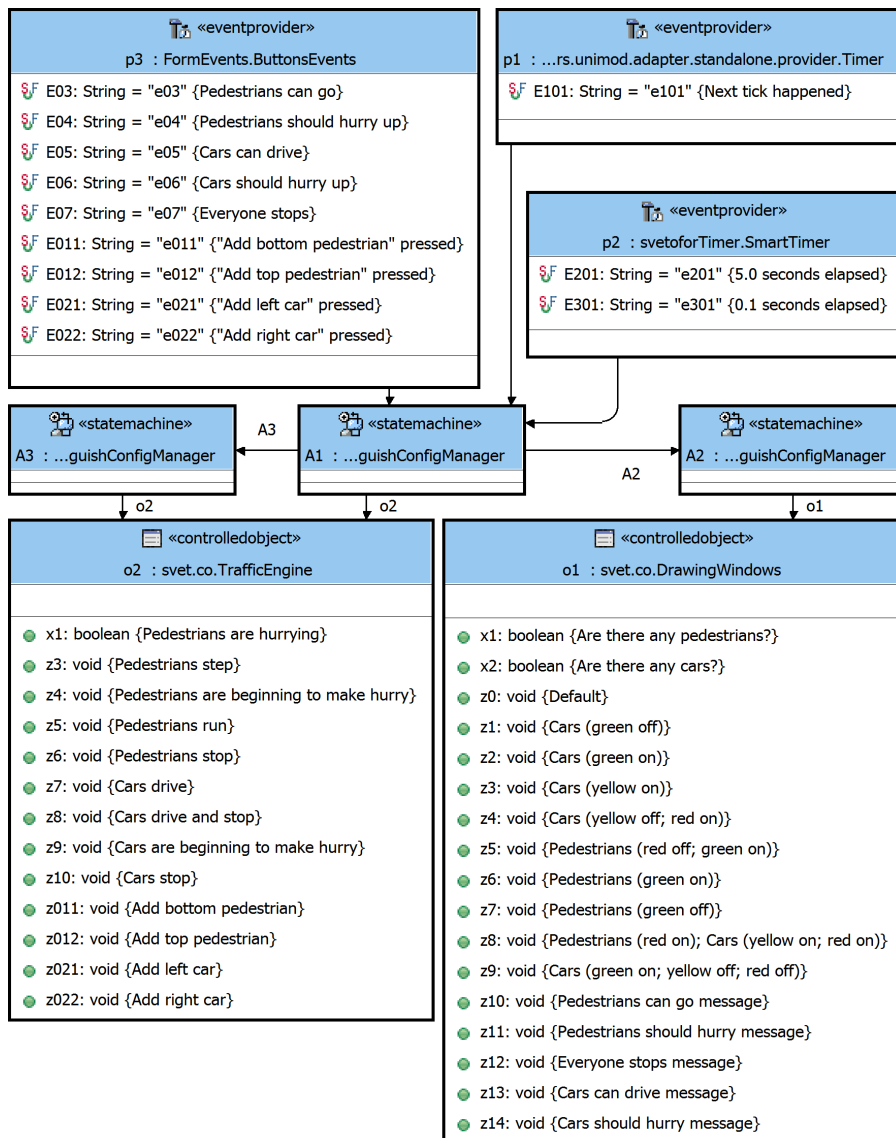 «eventprovider»
p3 : FormEvents.ButtonsEvents
E03: String = "e03" {Pedestrians can go}
E04: String = "e04" {Pedestrians should hurry up}
E05: String = "e05" {Cars can drive}
E06: String = "e06" {Cars should hurry up}
E07: String = "e07" {Everyone stops}
E011: String = "e011" {"Add bottom pedestrian" pressed}
E012: String = "e012" {"Add top pedestrian" pressed}
E021: String = "e021" {"Add left car" pressed}
E022: String = "e022" {"Add right car" pressed}
«eventprovider»
p1 : ...rs.unimod.adapter.standalone.provider.Timer
E101: String = "e101" {Next tick happened}
«eventprovider»
p2 : svetoforTimer.SmartTimer
E201: String = "e201" {5.0 seconds elapsed}
E301: String = "e301" {0.1 seconds elapsed}
«statemachine»
A3 : ...guishConfigManager
A3
«statemachine»
A1 : ...guishConfigManager
A2
«statemachine»
A2 : ...guishConfigManager
o2
o2
o1
«controlledobject»
o2 : svet.co.TrafficEngine
x1: boolean {Pedestrians are hurrying}
z3: void {Pedestrians step}
z4: void {Pedestrians are beginning to make hurry}
z5: void {Pedestrians run}
z6: void {Pedestrians stop}
z7: void {Cars drive}
z8: void {Cars drive and stop}
z9: void {Cars are beginning to make hurry}
z10: void {Cars stop}
z011: void {Add bottom pedestrian}
z012: void {Add top pedestrian}
z021: void {Add left car}
z022: void {Add right car}
«controlledobject»
o1 : svet.co.DrawingWindows
x1: boolean {Are there any pedestrians?}
x2: boolean {Are there any cars?}
z0: void {Default}
z1: void {Cars (green off)}
z2: void {Cars (green on)}
z3: void {Cars (yellow on)}
z4: void {Cars (yellow off; red on)}
z5: void {Pedestrians (red off; green on)}
z6: void {Pedestrians (green on)}
z7: void {Pedestrians (green off)}
z8: void {Pedestrians (red on); Cars (yellow on; red on)}
z9: void {Cars (green on; yellow off; red off)}
z10: void {Pedestrians can go message}
z11: void {Pedestrians should hurry message}
z12: void {Everyone stops message}
z13: void {Cars can drive message}
z14: void {Cars should hurry message}